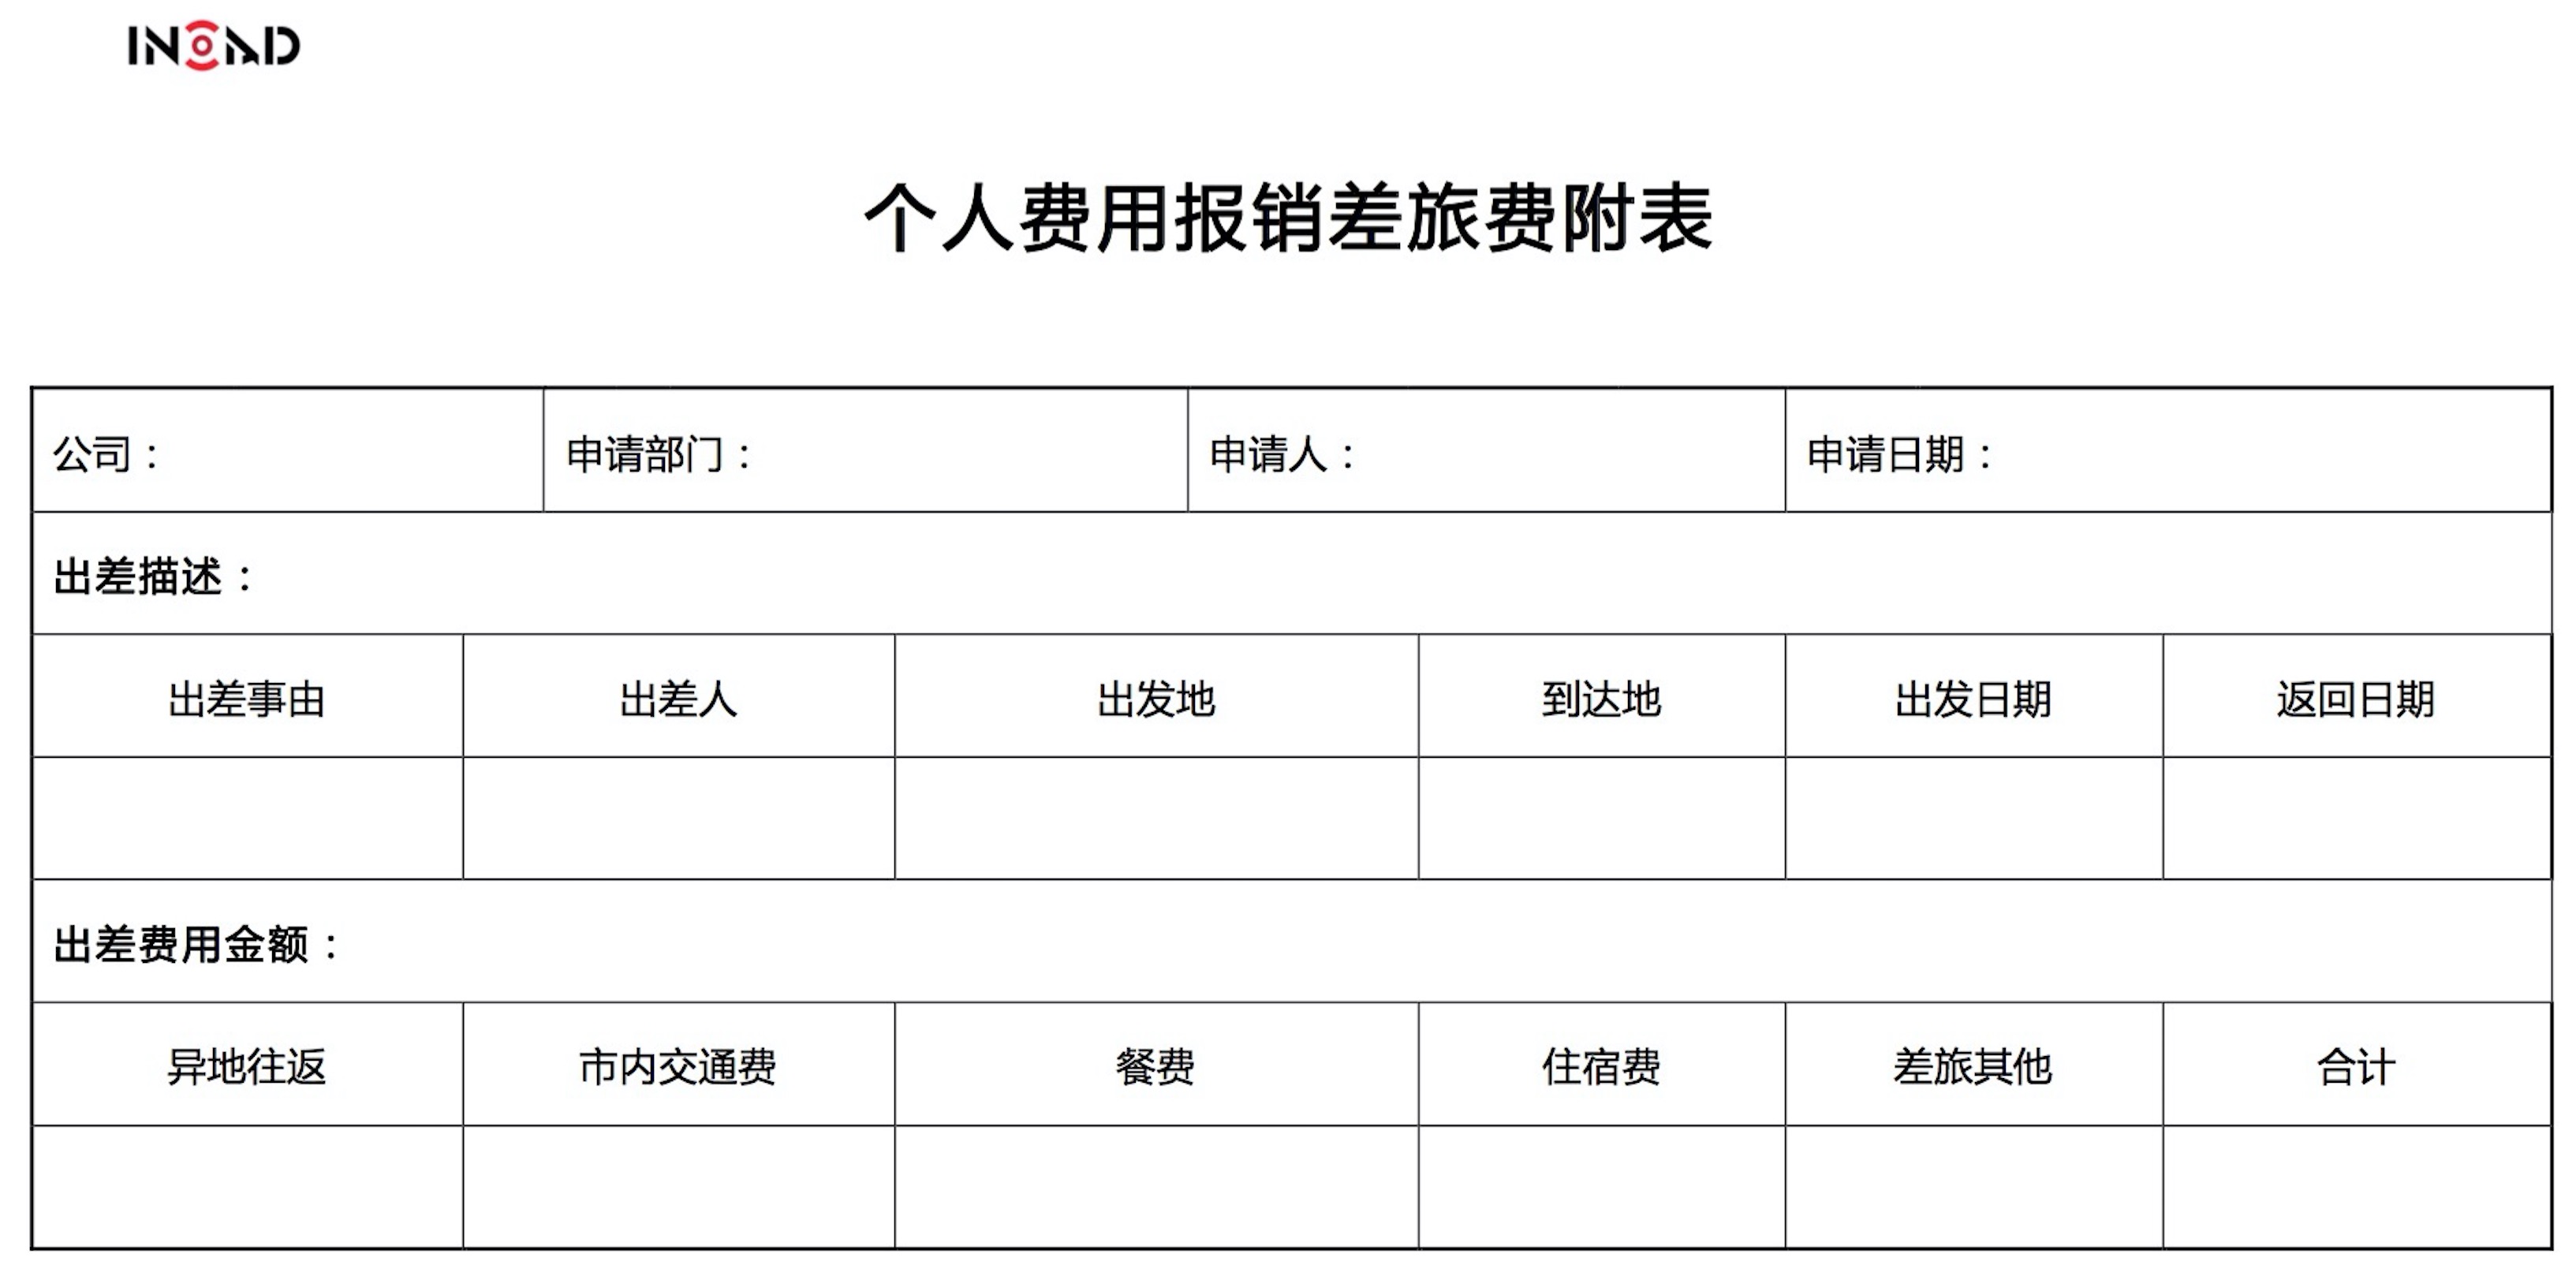 INCAD
个人费用报销差旅费附表
公司： 申请部门： 申请人： 申请日期：
出差描述：
出差事由 出差人 出发地 到达地 出发日期 返回日期
出差费用金额：
异地往返 市内交通费 餐费 住宿费 差旅其他 合计